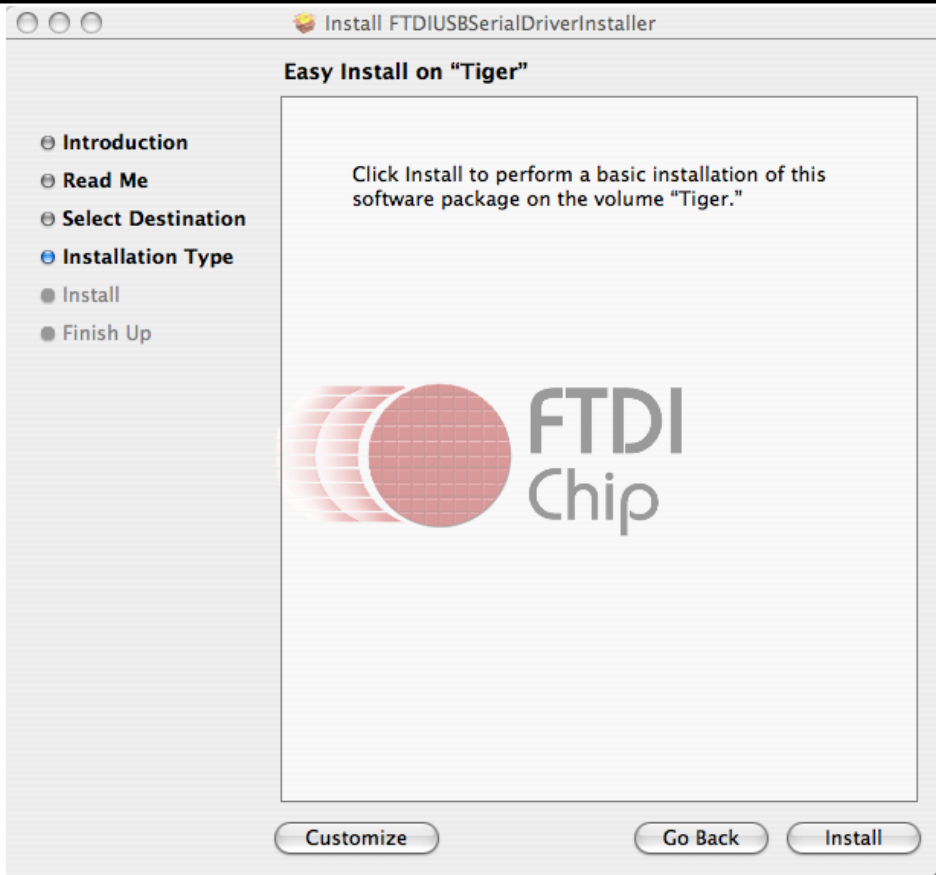 Install FTDIUSBSerialDriverInstaller
Easy Install on “Tiger”
Introduction
Read Me
Select Destination
Installation Type
Install
Finish Up
Click Install to perform a basic installation of this
software package on the volume “Tiger.”
FTDI
Chip
Customize
Go Back
Install